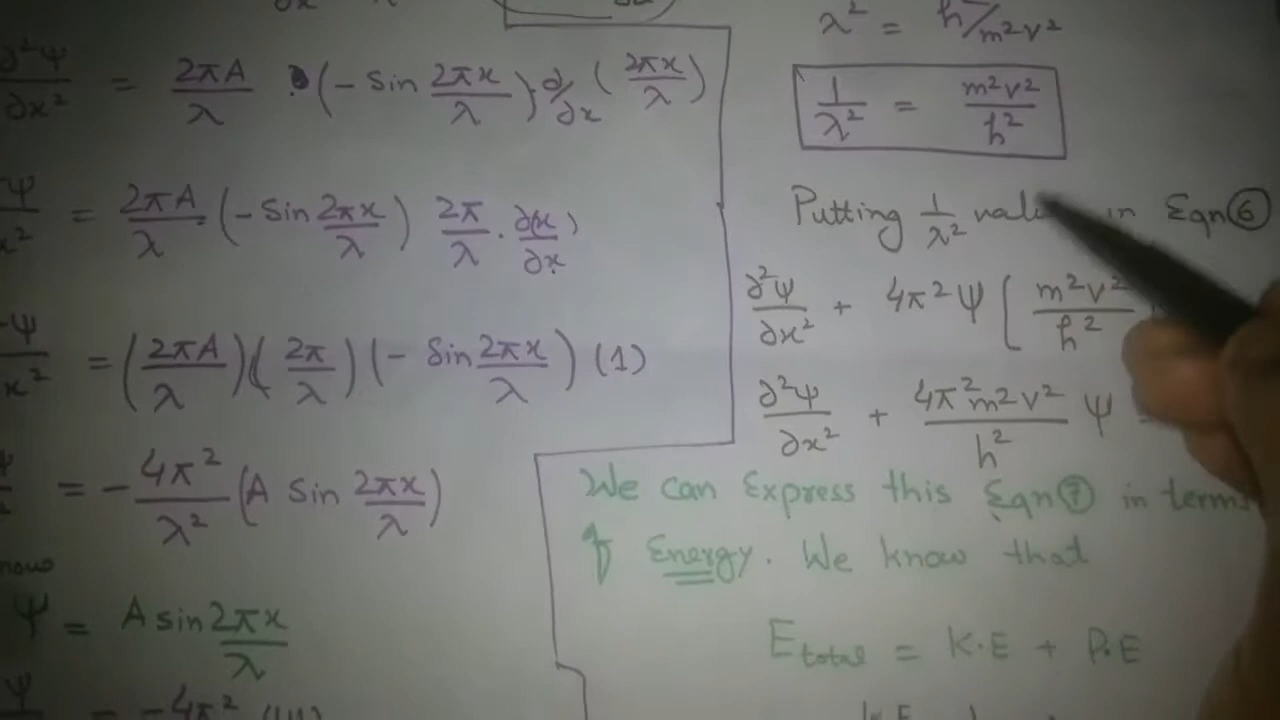 ∂²Ψ/∂x² = 2πA/λ · (- Sin 2πx/λ) ∂/∂x (2πx/λ)
Ψ/x² = 2πA/λ (- Sin 2πx/λ) 2π/λ · ∂(x)/∂x
Ψ/x² = (2πA/λ)(2π/λ)(- Sin 2πx/λ) (1)
= - 4π²/λ² (A Sin 2πx/λ)
Ψ = A sin 2πx/λ
Ψ = -4π²
λ² = h²/m²v²
1/λ² = m²v²/h²
Putting 1/λ² value in Eqn ⑥
∂²Ψ/∂x² + 4π²Ψ [ m²v²/h²
∂²Ψ/∂x² + 4π²m²v²/h² Ψ =
We can Express this Eqn ⑦ in terms
of Energy. We know that
E total = K.E + P.E
K.E